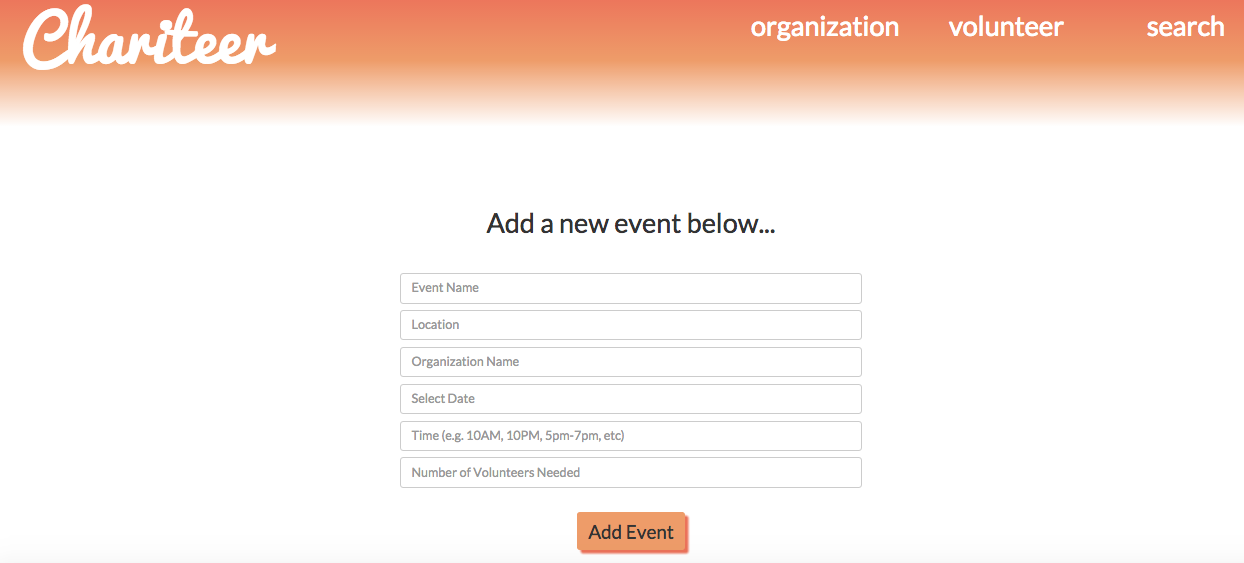 Chariteer
organization volunteer search
Add a new event below...
Event Name
Location
Organization Name
Select Date
Time (e.g. 10AM, 10PM, 5pm-7pm, etc)
Number of Volunteers Needed
Add Event